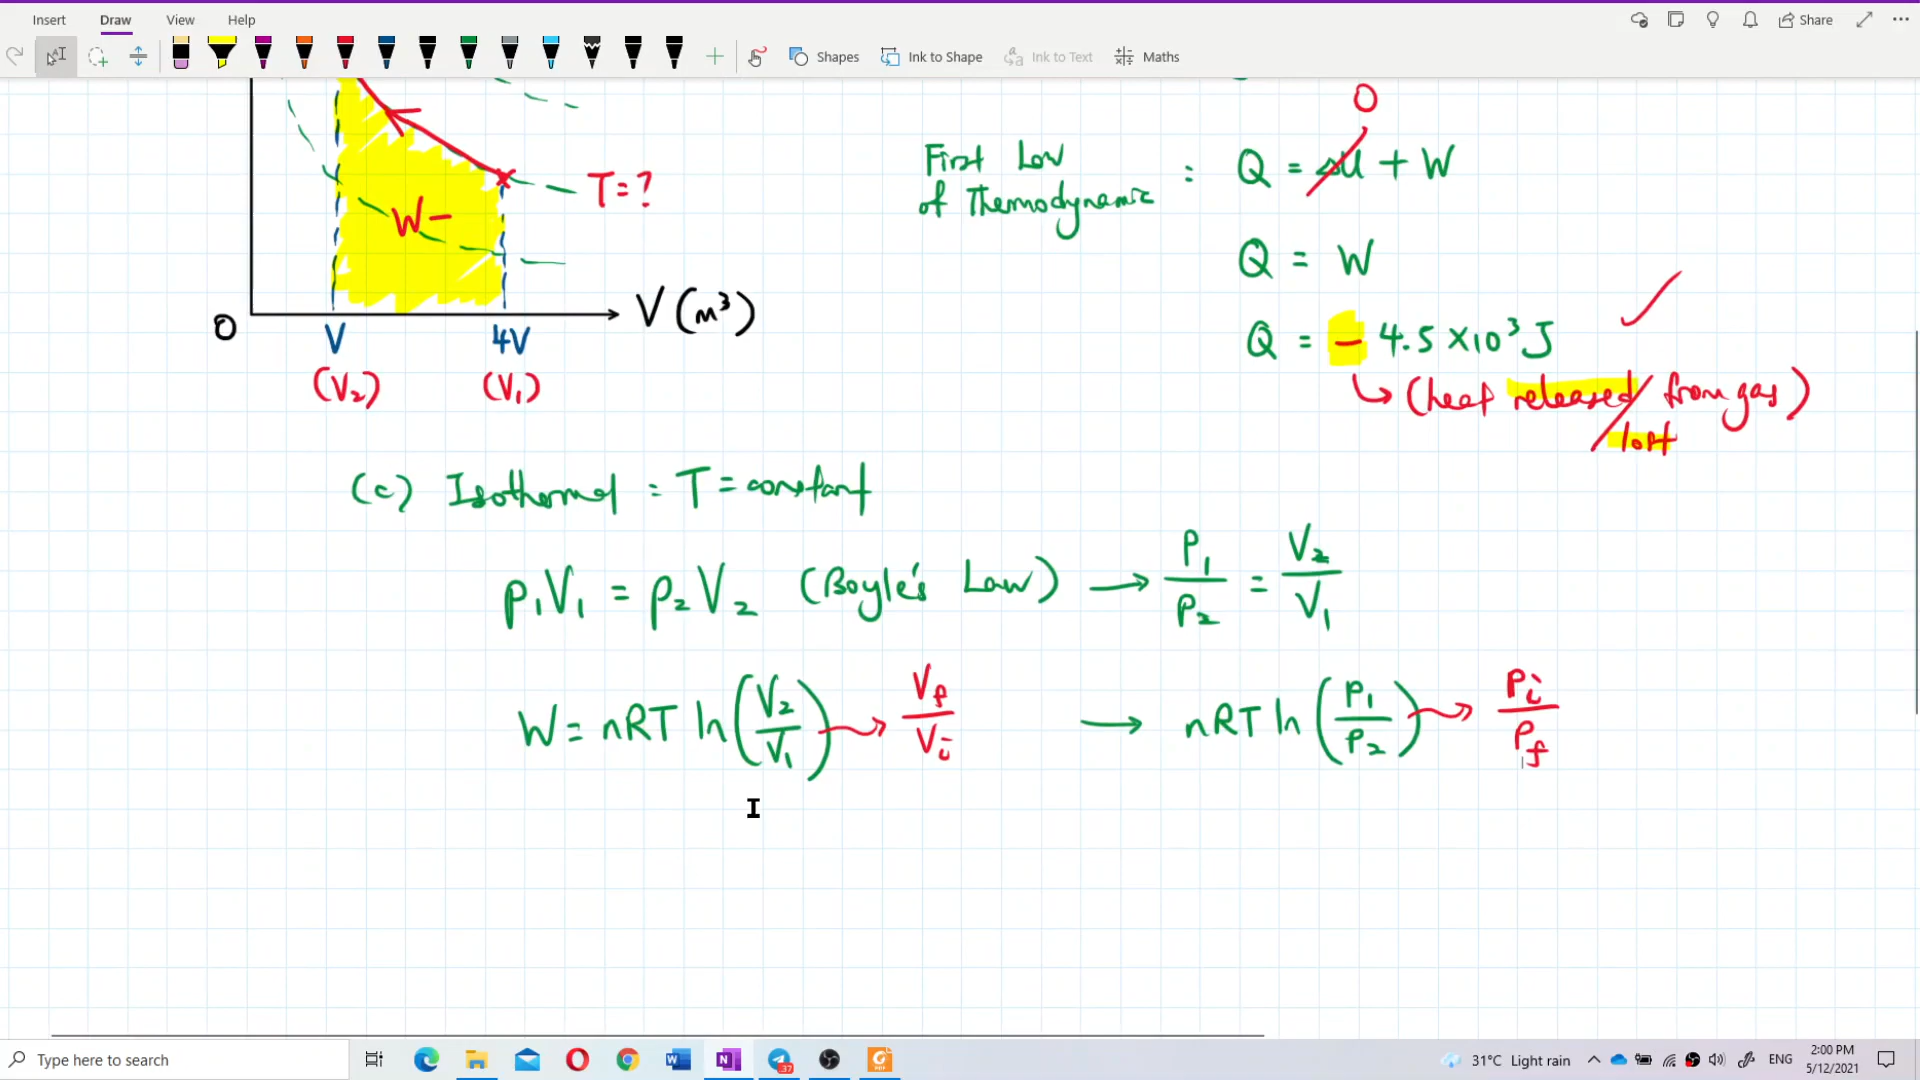 Insert Draw View Help Share
Shapes Ink to Shape Ink to Text Maths
O
First Law : Q = ΔU + W
of Thermodynamic
T = ?
W -
Q = W
O V (m³)
V 4V
(V₂) (V₁)
Q = - 4.5 × 10³ J
↳ (heat released / from gas)
lost
(c) Isothermal : T = constant
P₁V₁ = P₂V₂ (Boyle's Law) → P₁/P₂ = V₂/V₁
W = nRT ln (V₂/V₁) → Vf/Vi → nRT ln (P₁/P₂) → Pi/Pf
Type here to search 37 31°C Light rain ENG 2:00 PM
5/12/2021